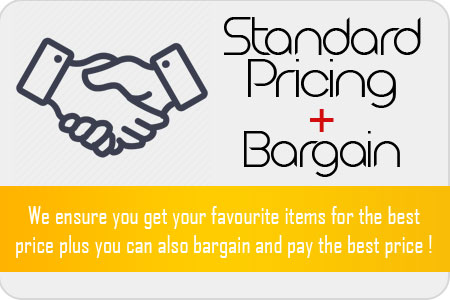 Standard
Pricing
+
Bargain
We ensure you get your favourite items for the best
price plus you can also bargain and pay the best price !